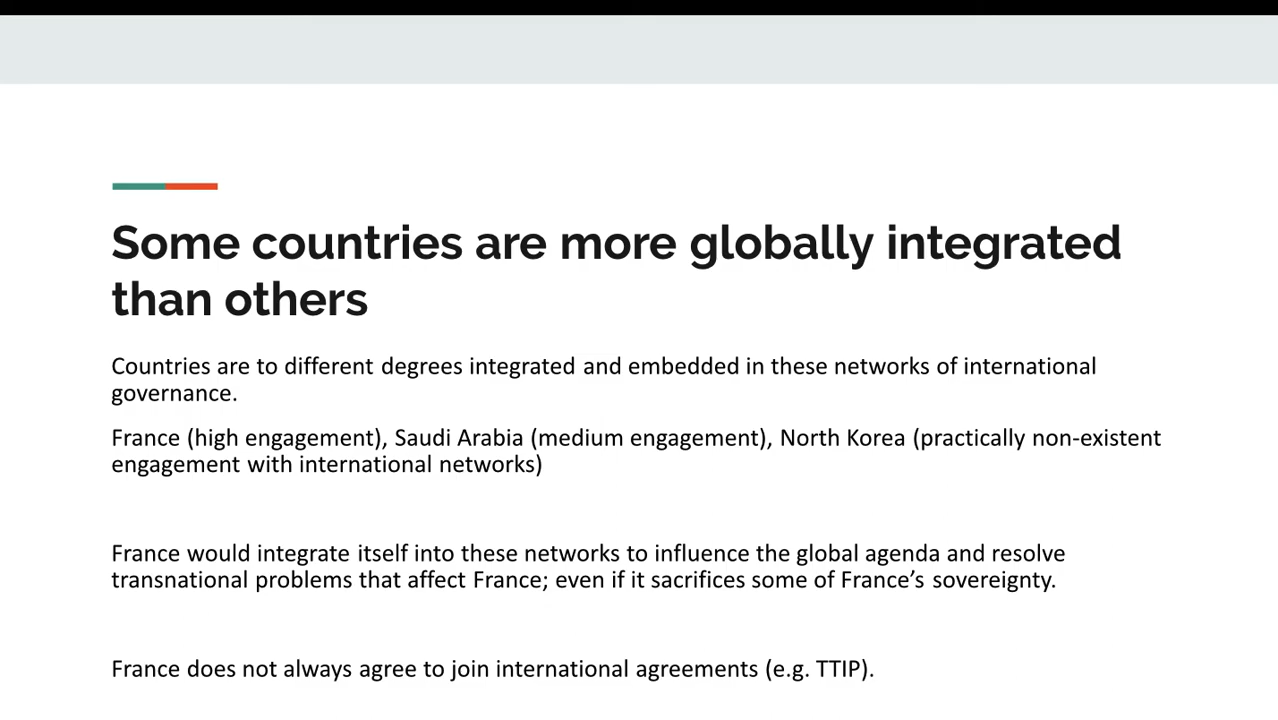 Some countries are more globally integrated
than others
Countries are to different degrees integrated and embedded in these networks of international
governance.
France (high engagement), Saudi Arabia (medium engagement), North Korea (practically non-existent
engagement with international networks)
France would integrate itself into these networks to influence the global agenda and resolve
transnational problems that affect France; even if it sacrifices some of France’s sovereignty.
France does not always agree to join international agreements (e.g. TTIP).